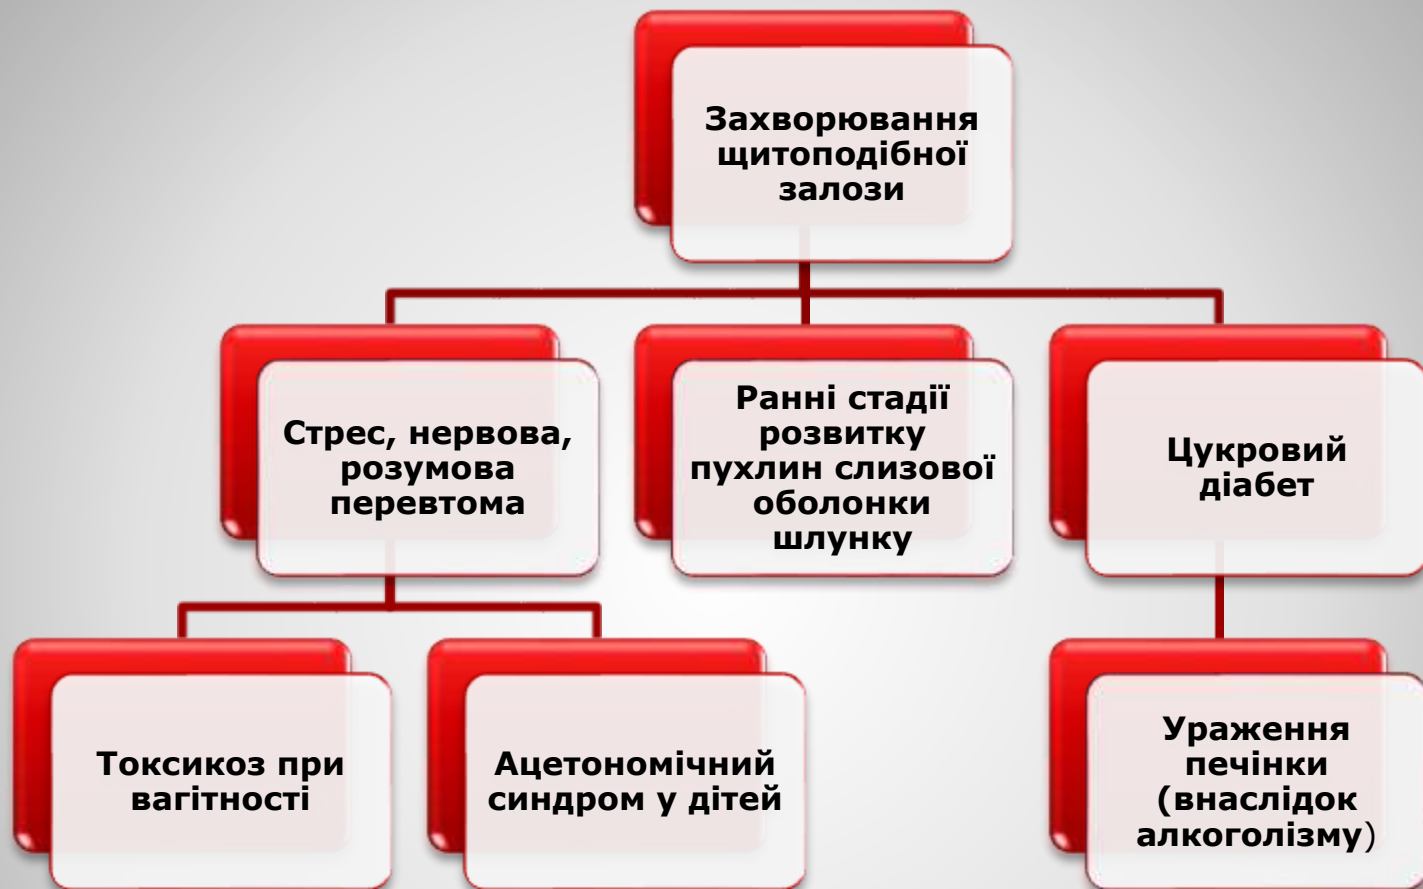 Захворювання
щитоподібної
залози
Стрес, нервова,
розумова
перевтома
Ранні стадії
розвитку
пухлин слизової
оболонки
шлунку
Цукровий
діабет
Токсикоз при
вагітності
Ацетономічний
синдром у дітей
Ураження
печінки
(внаслідок
алкоголізму)